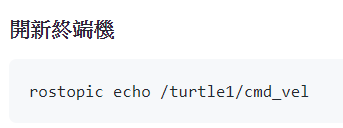 開新終端機
rostopic echo /turtle1/cmd_vel